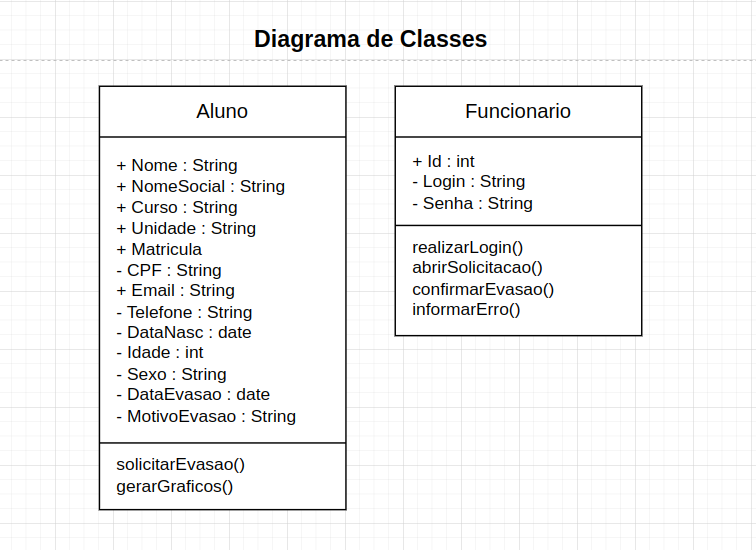 Diagrama de Classes
Aluno
+ Nome : String
+ NomeSocial : String
+ Curso : String
+ Unidade : String
+ Matricula
- CPF : String
+ Email : String
- Telefone : String
- DataNasc : date
- Idade : int
- Sexo : String
- DataEvasao : date
- MotivoEvasao : String
solicitarEvasao()
gerarGraficos()
Funcionario
+ Id : int
- Login : String
- Senha : String
realizarLogin()
abrirSolicitacao()
confirmarEvasao()
informarErro()